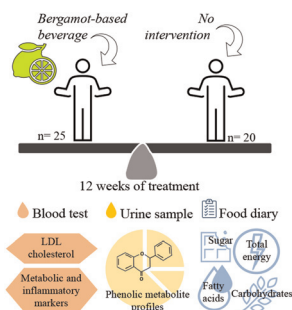 Bergamot-based
beverage
No
intervention
n= 25
n= 20
12 weeks of treatment
Blood test
Urine sample
Food diary
LDL
cholesterol
Metabolic and
inflammatory
markers
O
O
Phenolic metabolite
profiles
Sugar
Total
energy
Fatty
acids
Carbohydrates